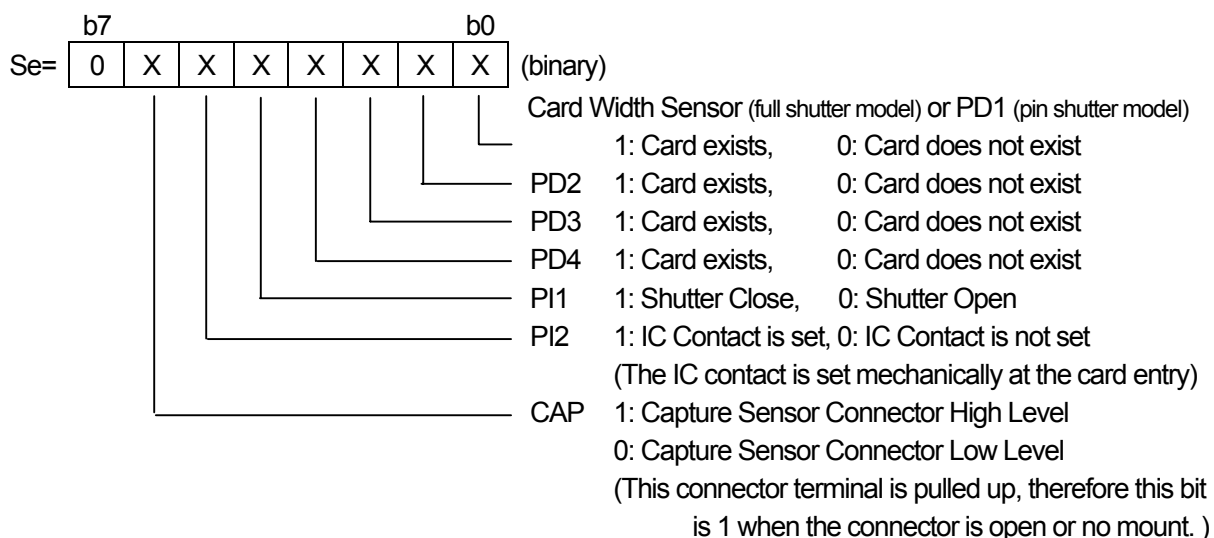 b7 b0
Se= 0 X X X X X X X (binary)
Card Width Sensor (full shutter model) or PD1 (pin shutter model)
1: Card exists, 0: Card does not exist
PD2 1: Card exists, 0: Card does not exist
PD3 1: Card exists, 0: Card does not exist
PD4 1: Card exists, 0: Card does not exist
PI1 1: Shutter Close, 0: Shutter Open
PI2 1: IC Contact is set, 0: IC Contact is not set
(The IC contact is set mechanically at the card entry)
CAP 1: Capture Sensor Connector High Level
0: Capture Sensor Connector Low Level
(This connector terminal is pulled up, therefore this bit
is 1 when the connector is open or no mount. )